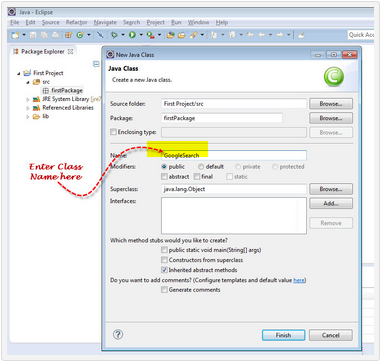 Java - Eclipse
File Edit Source Refactor Navigate Search Project Run Window Help
Quick Acc
Package Explorer
First Project
src
firstPackage
JRE System Library [jre7
Referenced Libraries
lib
Enter Class
Name here
New Java Class
Java Class
Create a new Java class.
Source folder: First Project/src Browse...
Package: firstPackage Browse...
Enclosing type: Browse...
Name: GoogleSearch
Modifiers: public default private protected
abstract final static
Superclass: java.lang.Object Browse...
Interfaces: Add...
Remove
Which method stubs would you like to create?
public static void main(String[] args)
Constructors from superclass
Inherited abstract methods
Do you want to add comments? (Configure templates and default value here)
Generate comments
? Finish Cancel